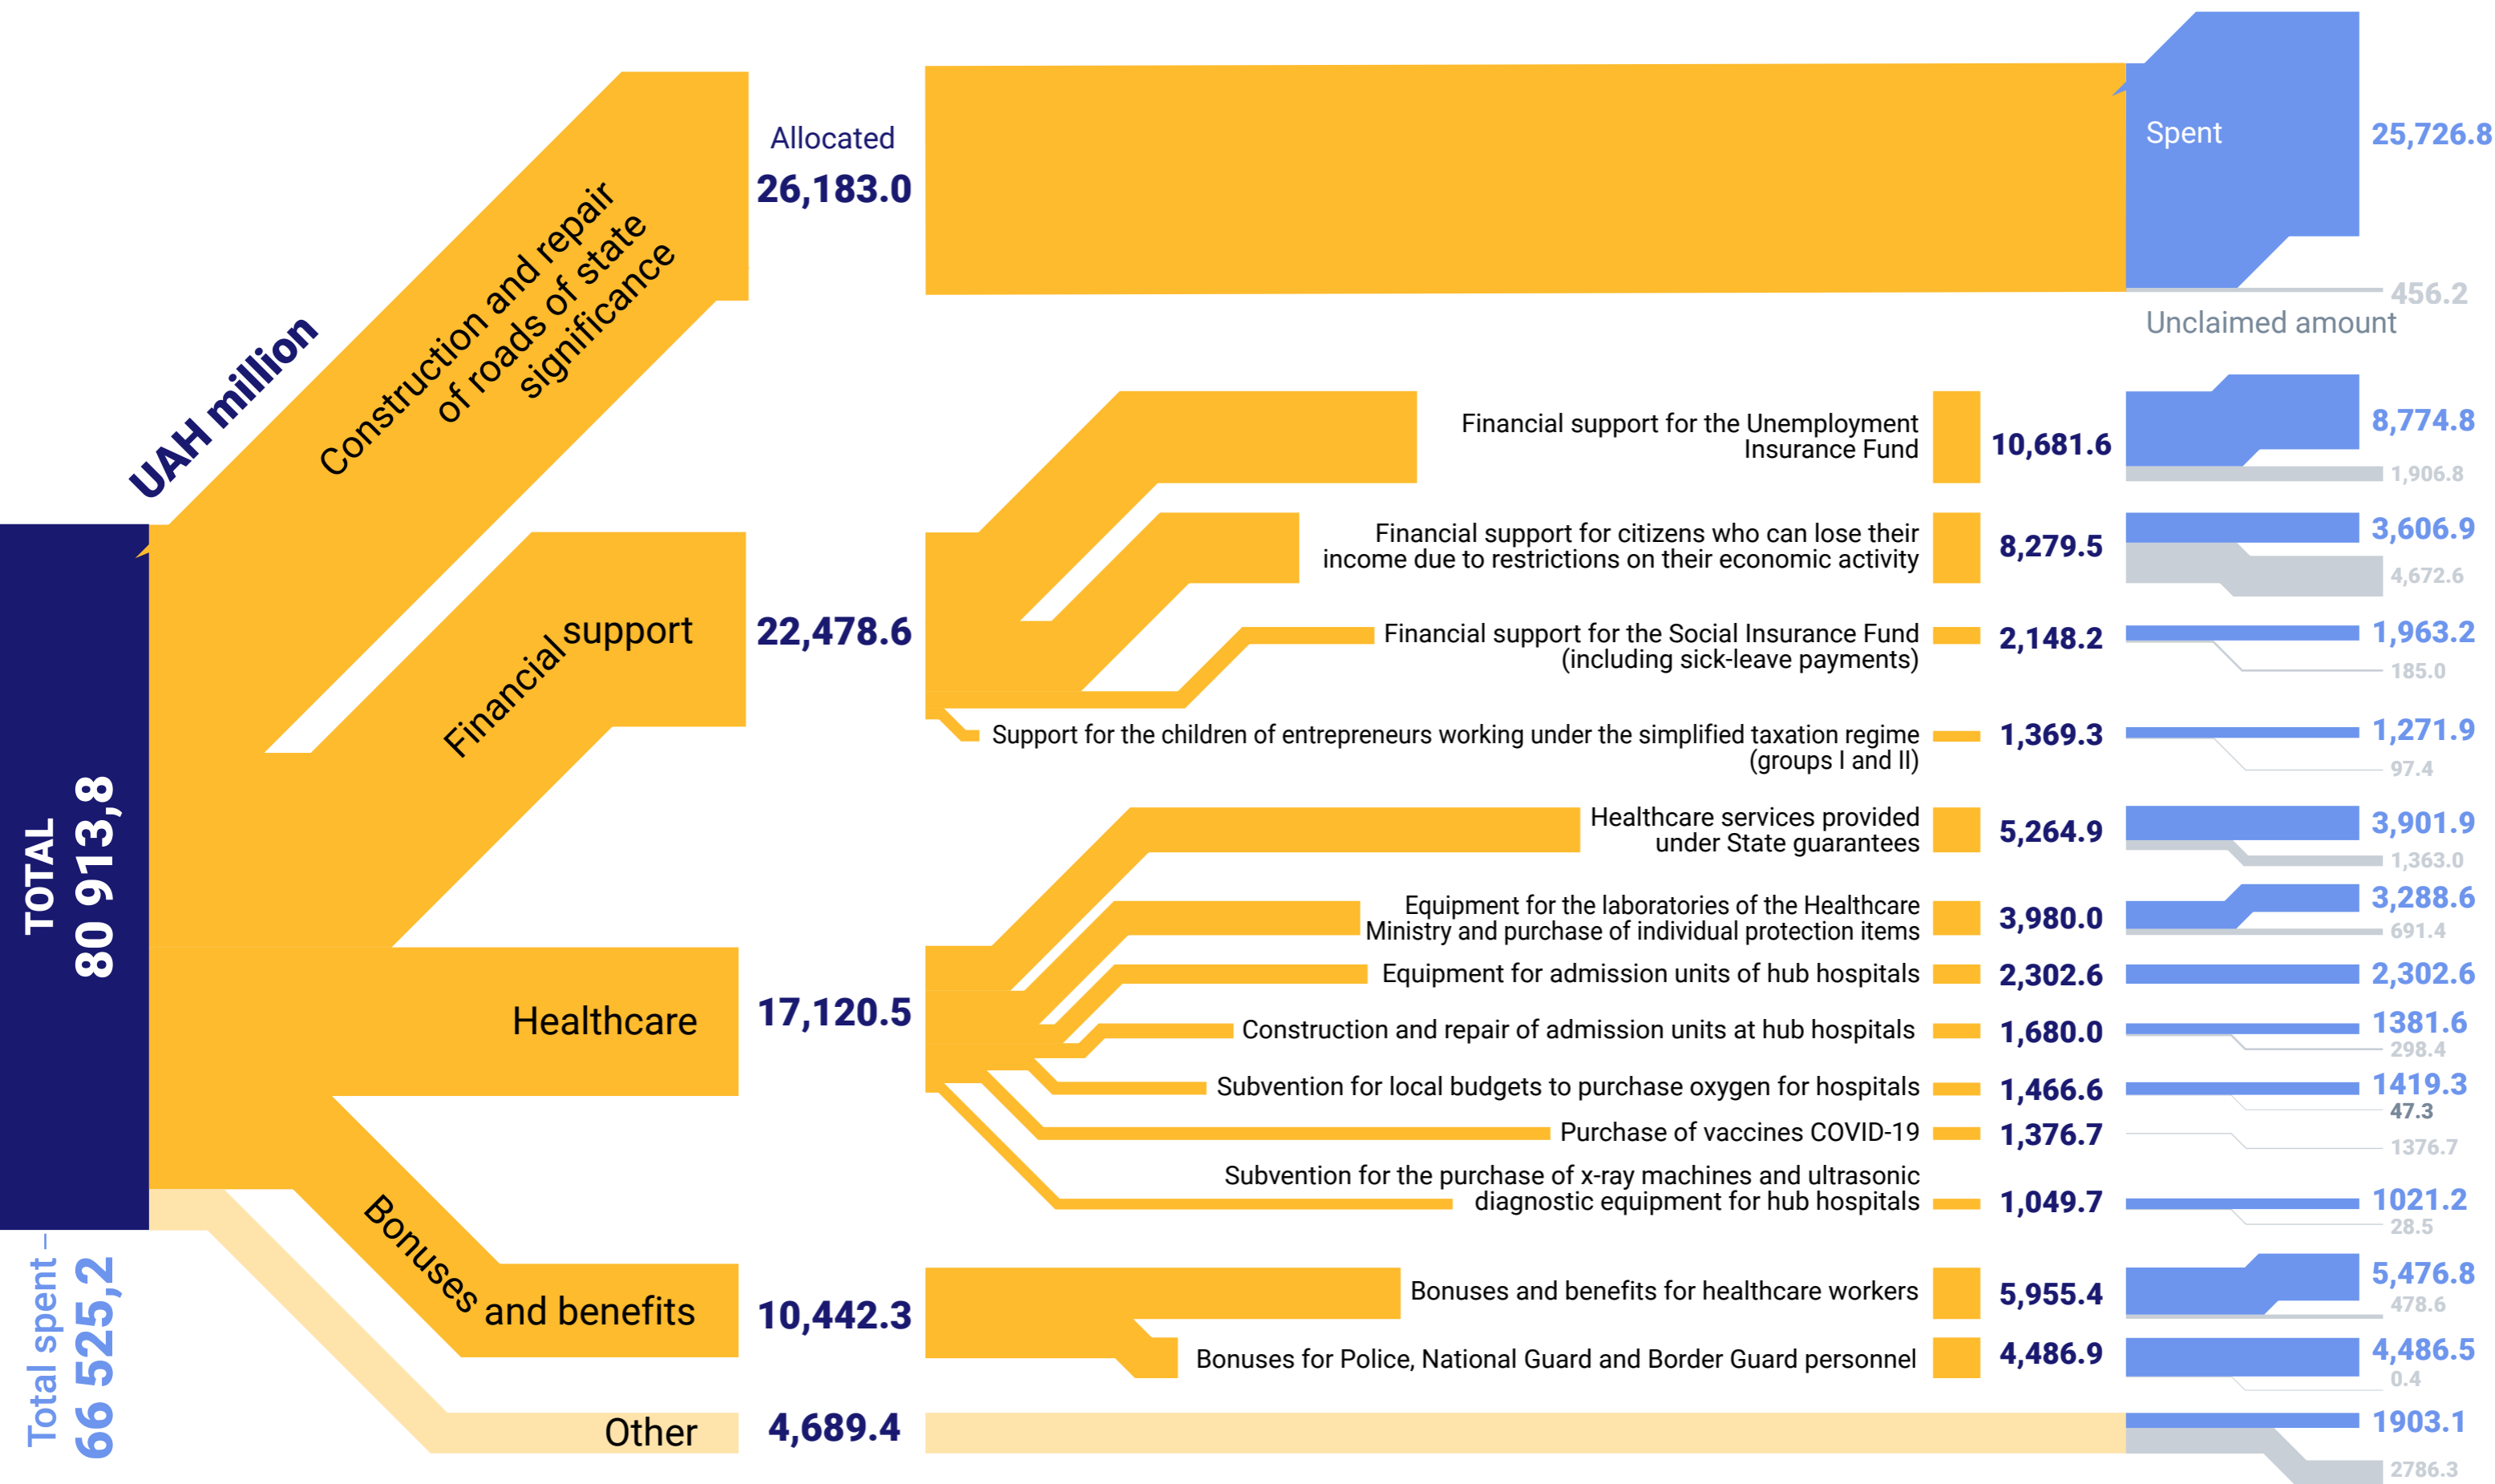 UAH million
TOTAL
80 913,8
Total spent –
66 525,2
Construction and repair
of roads of state
significance
Allocated
26,183.0
Spent
25,726.8
456.2
Unclaimed amount
Financial support
22,478.6
Financial support for the Unemployment
Insurance Fund
10,681.6
8,774.8
1,906.8
Financial support for citizens who can lose their
income due to restrictions on their economic activity
8,279.5
3,606.9
4,672.6
Financial support for the Social Insurance Fund
(including sick-leave payments)
2,148.2
1,963.2
185.0
Support for the children of entrepreneurs working under the simplified taxation regime
(groups I and II)
1,369.3
1,271.9
97.4
Healthcare
17,120.5
Healthcare services provided
under State guarantees
5,264.9
3,901.9
1,363.0
Equipment for the laboratories of the Healthcare
Ministry and purchase of individual protection items
3,980.0
3,288.6
691.4
Equipment for admission units of hub hospitals
2,302.6
2,302.6
Construction and repair of admission units at hub hospitals
1,680.0
1381.6
298.4
Subvention for local budgets to purchase oxygen for hospitals
1,466.6
1419.3
47.3
Purchase of vaccines COVID-19
1,376.7
1376.7
Subvention for the purchase of x-ray machines and ultrasonic
diagnostic equipment for hub hospitals
1,049.7
1021.2
28.5
Bonuses and benefits
10,442.3
Bonuses and benefits for healthcare workers
5,955.4
5,476.8
478.6
Bonuses for Police, National Guard and Border Guard personnel
4,486.9
4,486.5
0.4
Other
4,689.4
1903.1
2786.3